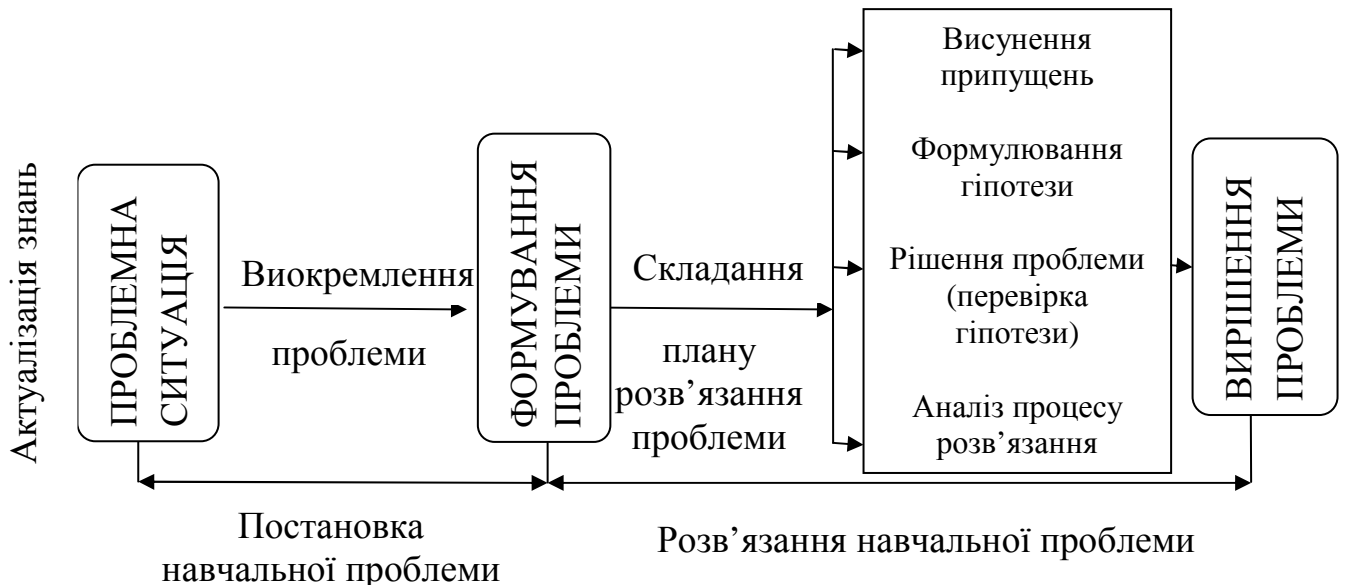 Актуалізація знань
ПРОБЛЕМНА
СИТУАЦІЯ
Виокремлення
проблеми
ФОРМУВАННЯ
ПРОБЛЕМИ
Складання
плану
розв’язання
проблеми
Висунення
припущень
Формулювання
гіпотези
Рішення проблеми
(перевірка
гіпотези)
Аналіз процесу
розв’язання
ВИРІШЕННЯ
ПРОБЛЕМИ
Постановка
навчальної проблеми
Розв’язання навчальної проблеми